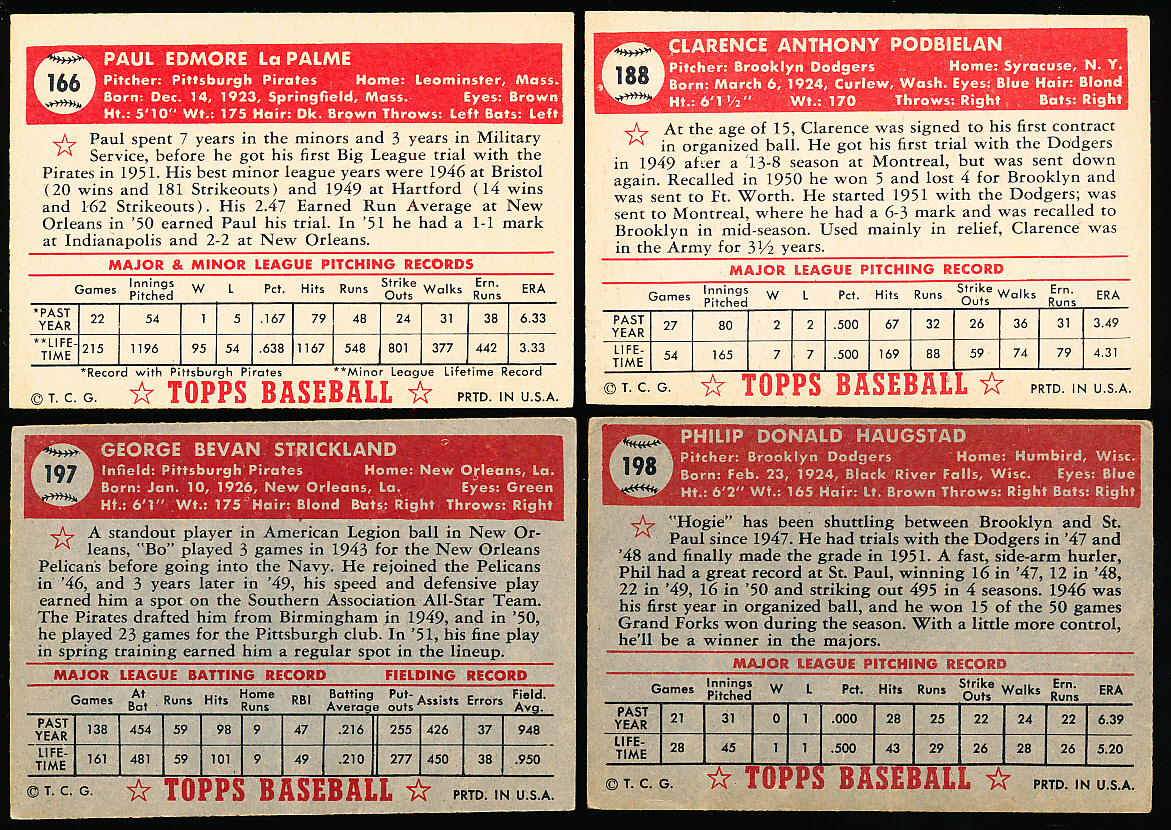 166
PAUL EDMORE La PALME
Pitcher: Pittsburgh Pirates Home: Leominster, Mass.
Born: Dec. 14, 1923, Springfield, Mass. Eyes: Brown
Ht.: 5'10" Wt.: 175 Hair: Dk. Brown Throws: Left Bats: Left
Paul spent 7 years in the minors and 3 years in Military
Service, before he got his first Big League trial with the
Pirates in 1951. His best minor league years were 1946 at Bristol
(20 wins and 181 Strikeouts) and 1949 at Hartford (14 wins
and 162 Strikeouts). His 2.47 Earned Run Average at New
Orleans in '50 earned Paul his trial. In '51 he had a 1-1 mark
at Indianapolis and 2-2 at New Orleans.
MAJOR & MINOR LEAGUE PITCHING RECORDS
Games Innings Pitched W L Pct. Hits Runs Strike Outs Walks Ern. Runs ERA
*PAST YEAR 22 54 1 5 .167 79 48 24 31 38 6.33
**LIFE-TIME 215 1196 95 54 .638 1167 548 801 377 442 3.33
*Record with Pittsburgh Pirates **Minor League Lifetime Record
© T. C. G. TOPPS BASEBALL PRTD. IN U.S.A.
188
CLARENCE ANTHONY PODBIELAN
Pitcher: Brooklyn Dodgers Home: Syracuse, N. Y.
Born: March 6, 1924, Curlew, Wash. Eyes: Blue Hair: Blond
Ht.: 6'1½" Wt.: 170 Throws: Right Bats: Right
At the age of 15, Clarence was signed to his first contract
in organized ball. He got his first trial with the Dodgers
in 1949 after a 13-8 season at Montreal, but was sent down
again. Recalled in 1950 he won 5 and lost 4 for Brooklyn and
was sent to Ft. Worth. He started 1951 with the Dodgers; was
sent to Montreal, where he had a 6-3 mark and was recalled to
Brooklyn in mid-season. Used mainly in relief, Clarence was
in the Army for 3½ years.
MAJOR LEAGUE PITCHING RECORD
Games Innings Pitched W L Pct. Hits Runs Strike Outs Walks Ern. Runs ERA
PAST YEAR 27 80 2 2 .500 67 32 26 36 31 3.49
LIFE-TIME 54 165 7 7 .500 169 88 59 74 79 4.31
© T. C. G. TOPPS BASEBALL PRTD. IN U.S.A.
197
GEORGE BEVAN STRICKLAND
Infield: Pittsburgh Pirates Home: New Orleans, La.
Born: Jan. 10, 1926, New Orleans, La. Eyes: Green
Ht.: 6'1" Wt.: 175 Hair: Blond Bats: Right Throws: Right
A standout player in American Legion ball in New Or-
leans, "Bo" played 3 games in 1943 for the New Orleans
Pelicans before going into the Navy. He rejoined the Pelicans
in '46, and 3 years later in '49, his speed and defensive play
earned him a spot on the Southern Association All-Star Team.
The Pirates drafted him from Birmingham in 1949, and in '50,
he played 23 games for the Pittsburgh club. In '51, his fine play
in spring training earned him a regular spot in the lineup.
MAJOR LEAGUE BATTING RECORD FIELDING RECORD
Games At Bat Runs Hits Home Runs RBI Batting Average Put-outs Assists Errors Field. Avg.
PAST YEAR 138 454 59 98 9 47 .216 255 426 37 948
LIFE-TIME 161 481 59 101 9 49 .210 277 450 38 .950
© T. C. G. TOPPS BASEBALL PRTD. IN U.S.A.
198
PHILIP DONALD HAUGSTAD
Pitcher: Brooklyn Dodgers Home: Humbird, Wisc.
Born: Feb. 23, 1924, Black River Falls, Wisc. Eyes: Blue
Ht.: 6'2" Wt.: 165 Hair: Lt. Brown Throws: Right Bats: Right
"Hogie" has been shuttling between Brooklyn and St.
Paul since 1947. He had trials with the Dodgers in '47 and
'48 and finally made the grade in 1951. A fast, side-arm hurler,
Phil had a great record at St. Paul, winning 16 in '47, 12 in '48,
22 in '49, 16 in '50 and striking out 495 in 4 seasons. 1946 was
his first year in organized ball, and he won 15 of the 50 games
Grand Forks won during the season. With a little more control,
he'll be a winner in the majors.
MAJOR LEAGUE PITCHING RECORD
Games Innings Pitched W L Pct. Hits Runs Strike Outs Walks Ern. Runs ERA
PAST YEAR 21 31 0 1 .000 28 25 22 24 22 6.39
LIFE-TIME 28 45 1 1 .500 43 29 26 28 26 5.20
© T. C. G. TOPPS BASEBALL PRTD. IN U.S.A.